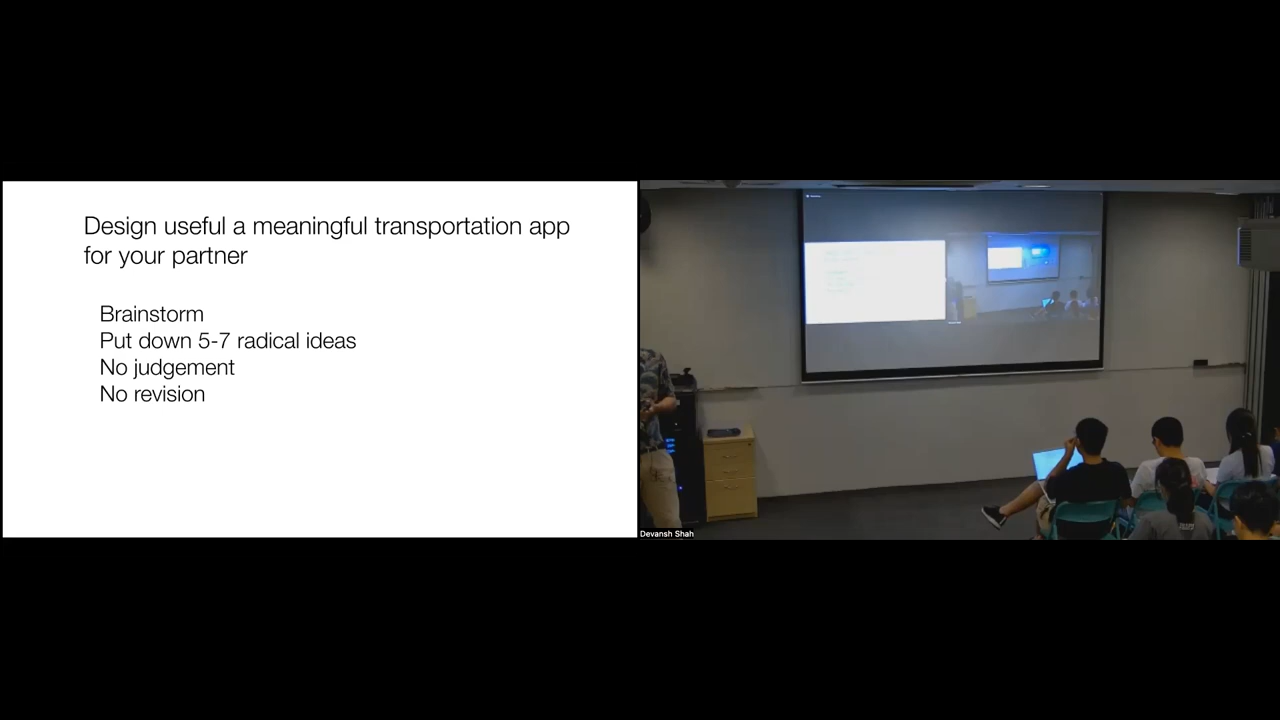 Design useful a meaningful transportation app
for your partner
Brainstorm
Put down 5-7 radical ideas
No judgement
No revision
Devansh Shah